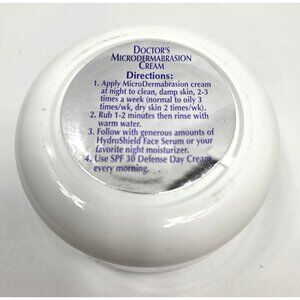 DOCTOR'S
MICRODERMABRASION
CREAM
Directions:
1. Apply MicroDermabrasion cream
at night to clean, damp skin, 2-3
times a week (normal to oily 3
times/wk, dry skin 2 times/wk).
2. Rub 1-2 minutes then rinse with
warm water.
3. Follow with generous amounts of
HydroShield Face Serum or your
favorite night moisturizer.
4. Use SPF 30 Defense Day Cream
every morning.